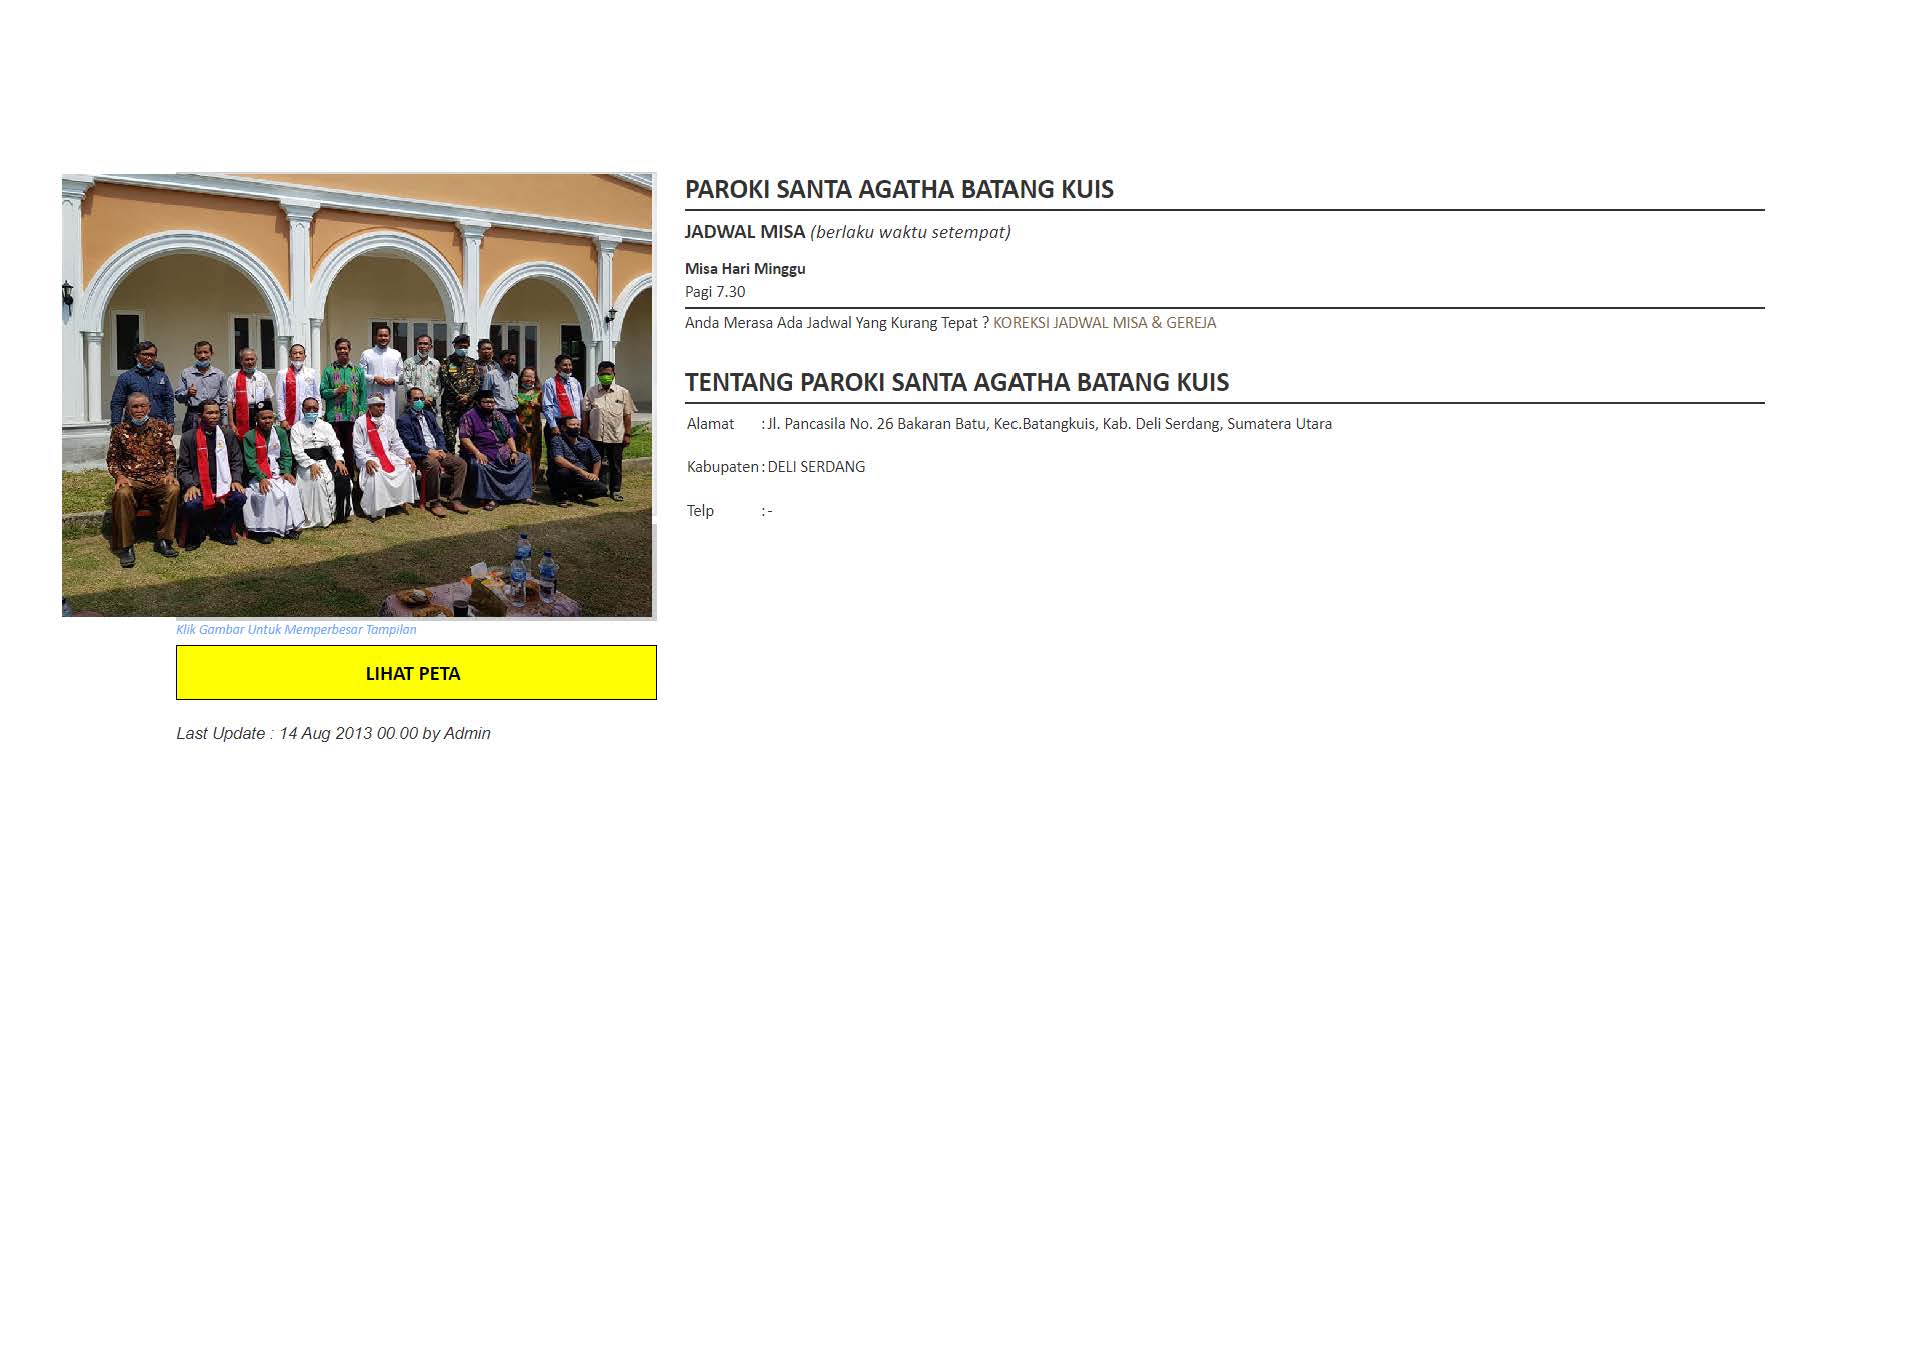 PAROKI SANTA AGATHA BATANG KUIS
JADWAL MISA (berlaku waktu setempat)
Misa Hari Minggu
Pagi 7.30
Anda Merasa Ada Jadwal Yang Kurang Tepat ? KOREKSI JADWAL MISA & GEREJA
TENTANG PAROKI SANTA AGATHA BATANG KUIS
Alamat : Jl. Pancasila No. 26 Bakaran Batu, Kec.Batangkuis, Kab. Deli Serdang, Sumatera Utara
Kabupaten : DELI SERDANG
Telp : -
Klik Gambar Untuk Memperbesar Tampilan
LIHAT PETA
Last Update : 14 Aug 2013 00.00 by Admin